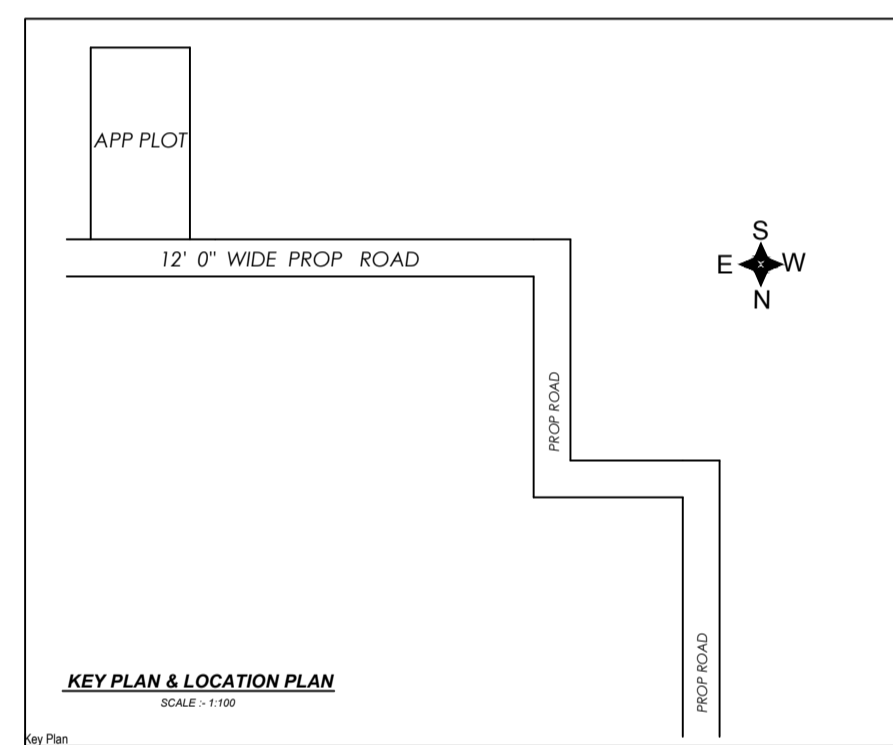 APP PLOT
S
E W
N
12' 0" WIDE PROP ROAD
PROP ROAD
PROP ROAD
KEY PLAN & LOCATION PLAN
SCALE :- 1:100
Key Plan